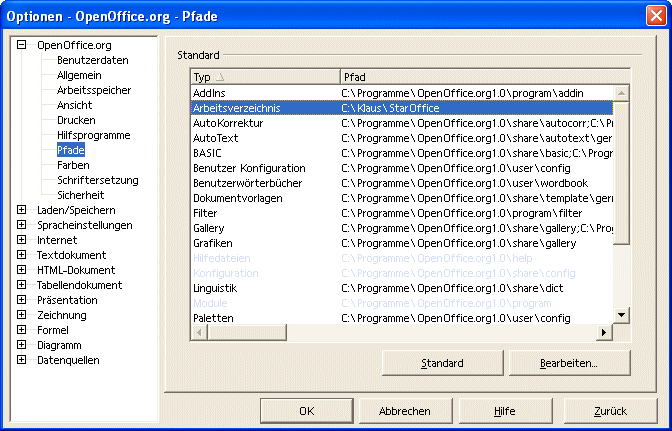 Optionen - OpenOffice.org - Pfade
OpenOffice.org
Benutzerdaten
Allgemein
Arbeitsspeicher
Ansicht
Drucken
Hilfsprogramme
Pfade
Farben
Schriftersetzung
Sicherheit
Laden/Speichern
Spracheinstellungen
Internet
Textdokument
HTML-Dokument
Tabellendokument
Präsentation
Zeichnung
Formel
Diagramm
Datenquellen
Standard
Typ Pfad
AddIns C:\Programme\OpenOffice.org1.0\program\addin
Arbeitsverzeichnis C:\Klaus\StarOffice
AutoKorrektur C:\Programme\OpenOffice.org1.0\share\autocorr;C:\P
AutoText C:\Programme\OpenOffice.org1.0\share\autotext\ger
BASIC C:\Programme\OpenOffice.org1.0\share\basic;C:\Prog
Benutzer Konfiguration C:\Programme\OpenOffice.org1.0\user\config
Benutzerwörterbücher C:\Programme\OpenOffice.org1.0\user\wordbook
Dokumentvorlagen C:\Programme\OpenOffice.org1.0\share\template\gern
Filter C:\Programme\OpenOffice.org1.0\program\filter
Gallery C:\Programme\OpenOffice.org1.0\share\gallery;C:\Pro
Grafiken C:\Programme\OpenOffice.org1.0\share\gallery
Hilfedateien C:\Programme\OpenOffice.org1.0\help
Konfiguration C:\Programme\OpenOffice.org1.0\share\config
Linguistik C:\Programme\OpenOffice.org1.0\share\dict
Module C:\Programme\OpenOffice.org1.0\program
Paletten C:\Programme\OpenOffice.org1.0\user\config
Standard Bearbeiten...
OK Abbrechen Hilfe Zurück